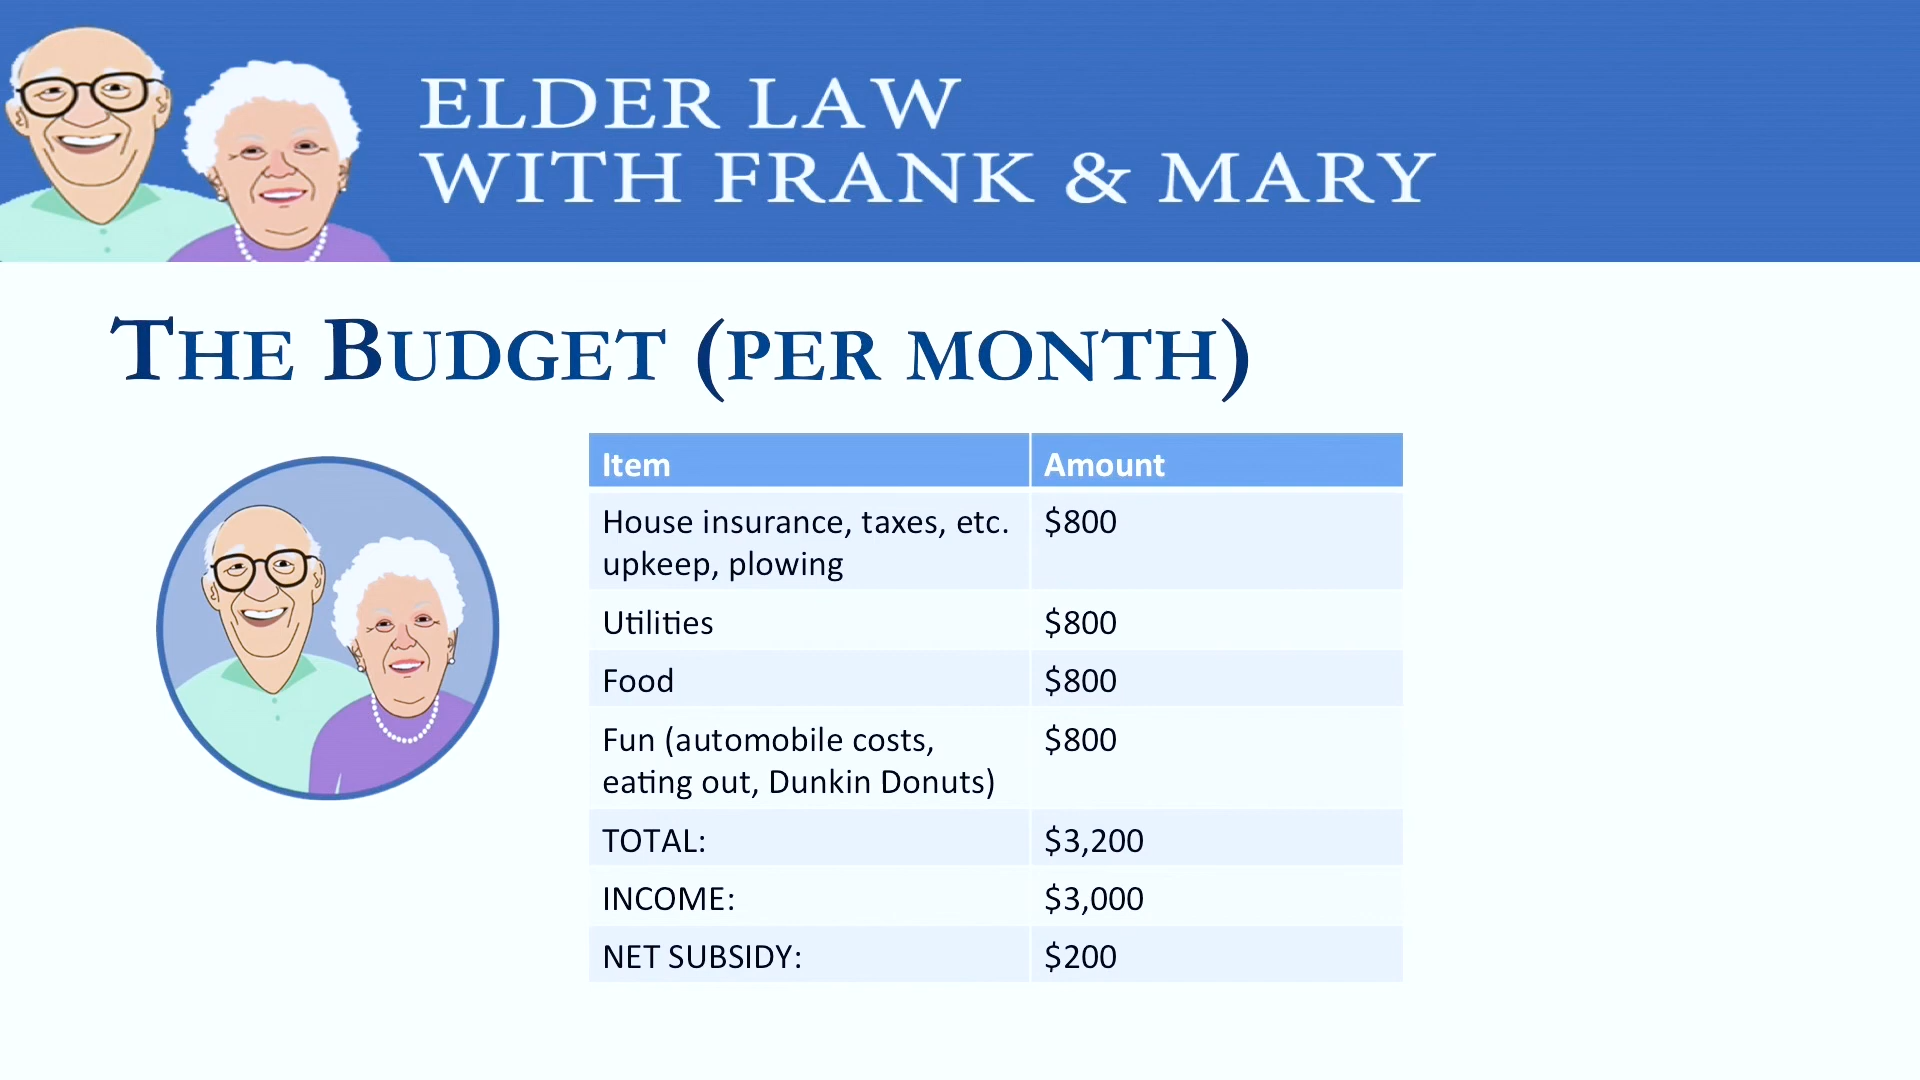 ELDER LAW
WITH FRANK & MARY
THE BUDGET (PER MONTH)
Item Amount
House insurance, taxes, etc. $800
upkeep, plowing
Utilities $800
Food $800
Fun (automobile costs, $800
eating out, Dunkin Donuts)
TOTAL: $3,200
INCOME: $3,000
NET SUBSIDY: $200